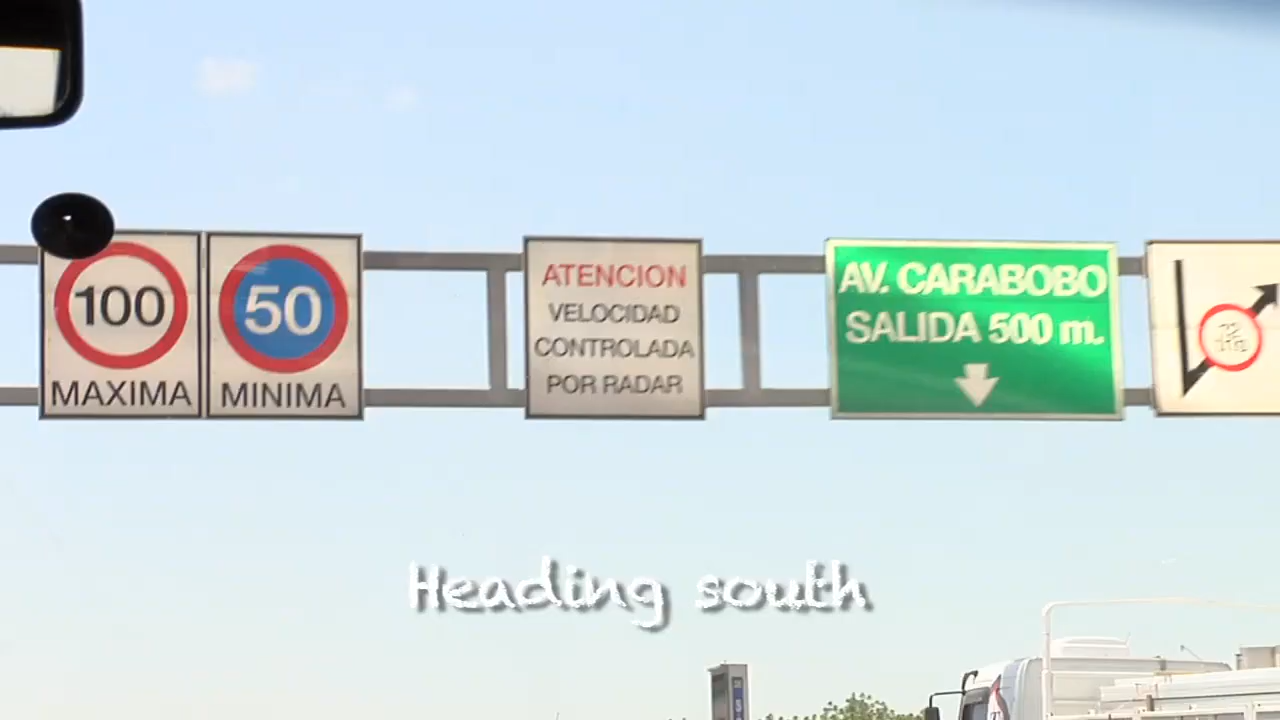 100
MAXIMA
50
MINIMA
ATENCION
VELOCIDAD
CONTROLADA
POR RADAR
AV. CARABOBO
SALIDA 500 m.
Heading south